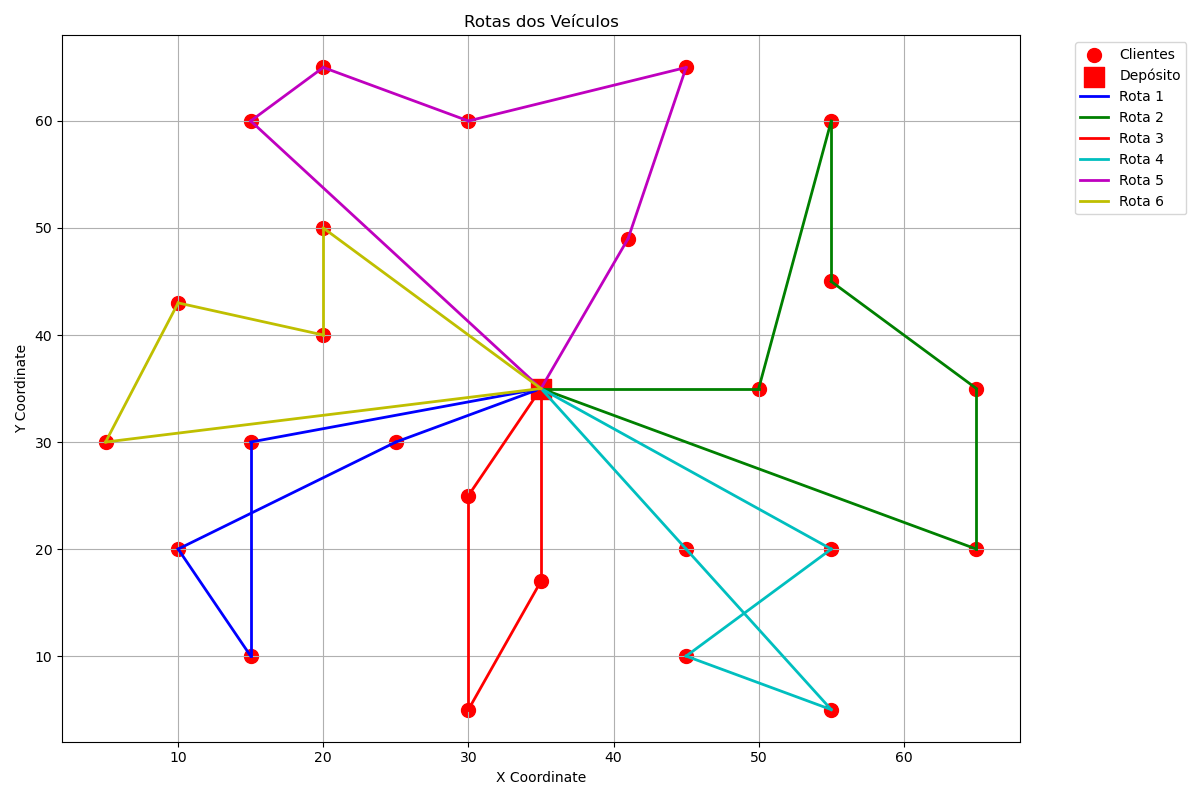 Rotas dos Veículos
Clientes
Depósito
Rota 1
Rota 2
Rota 3
Rota 4
Rota 5
Rota 6
Y Coordinate
60
50
40
30
20
10
10 20 30 40 50 60
X Coordinate